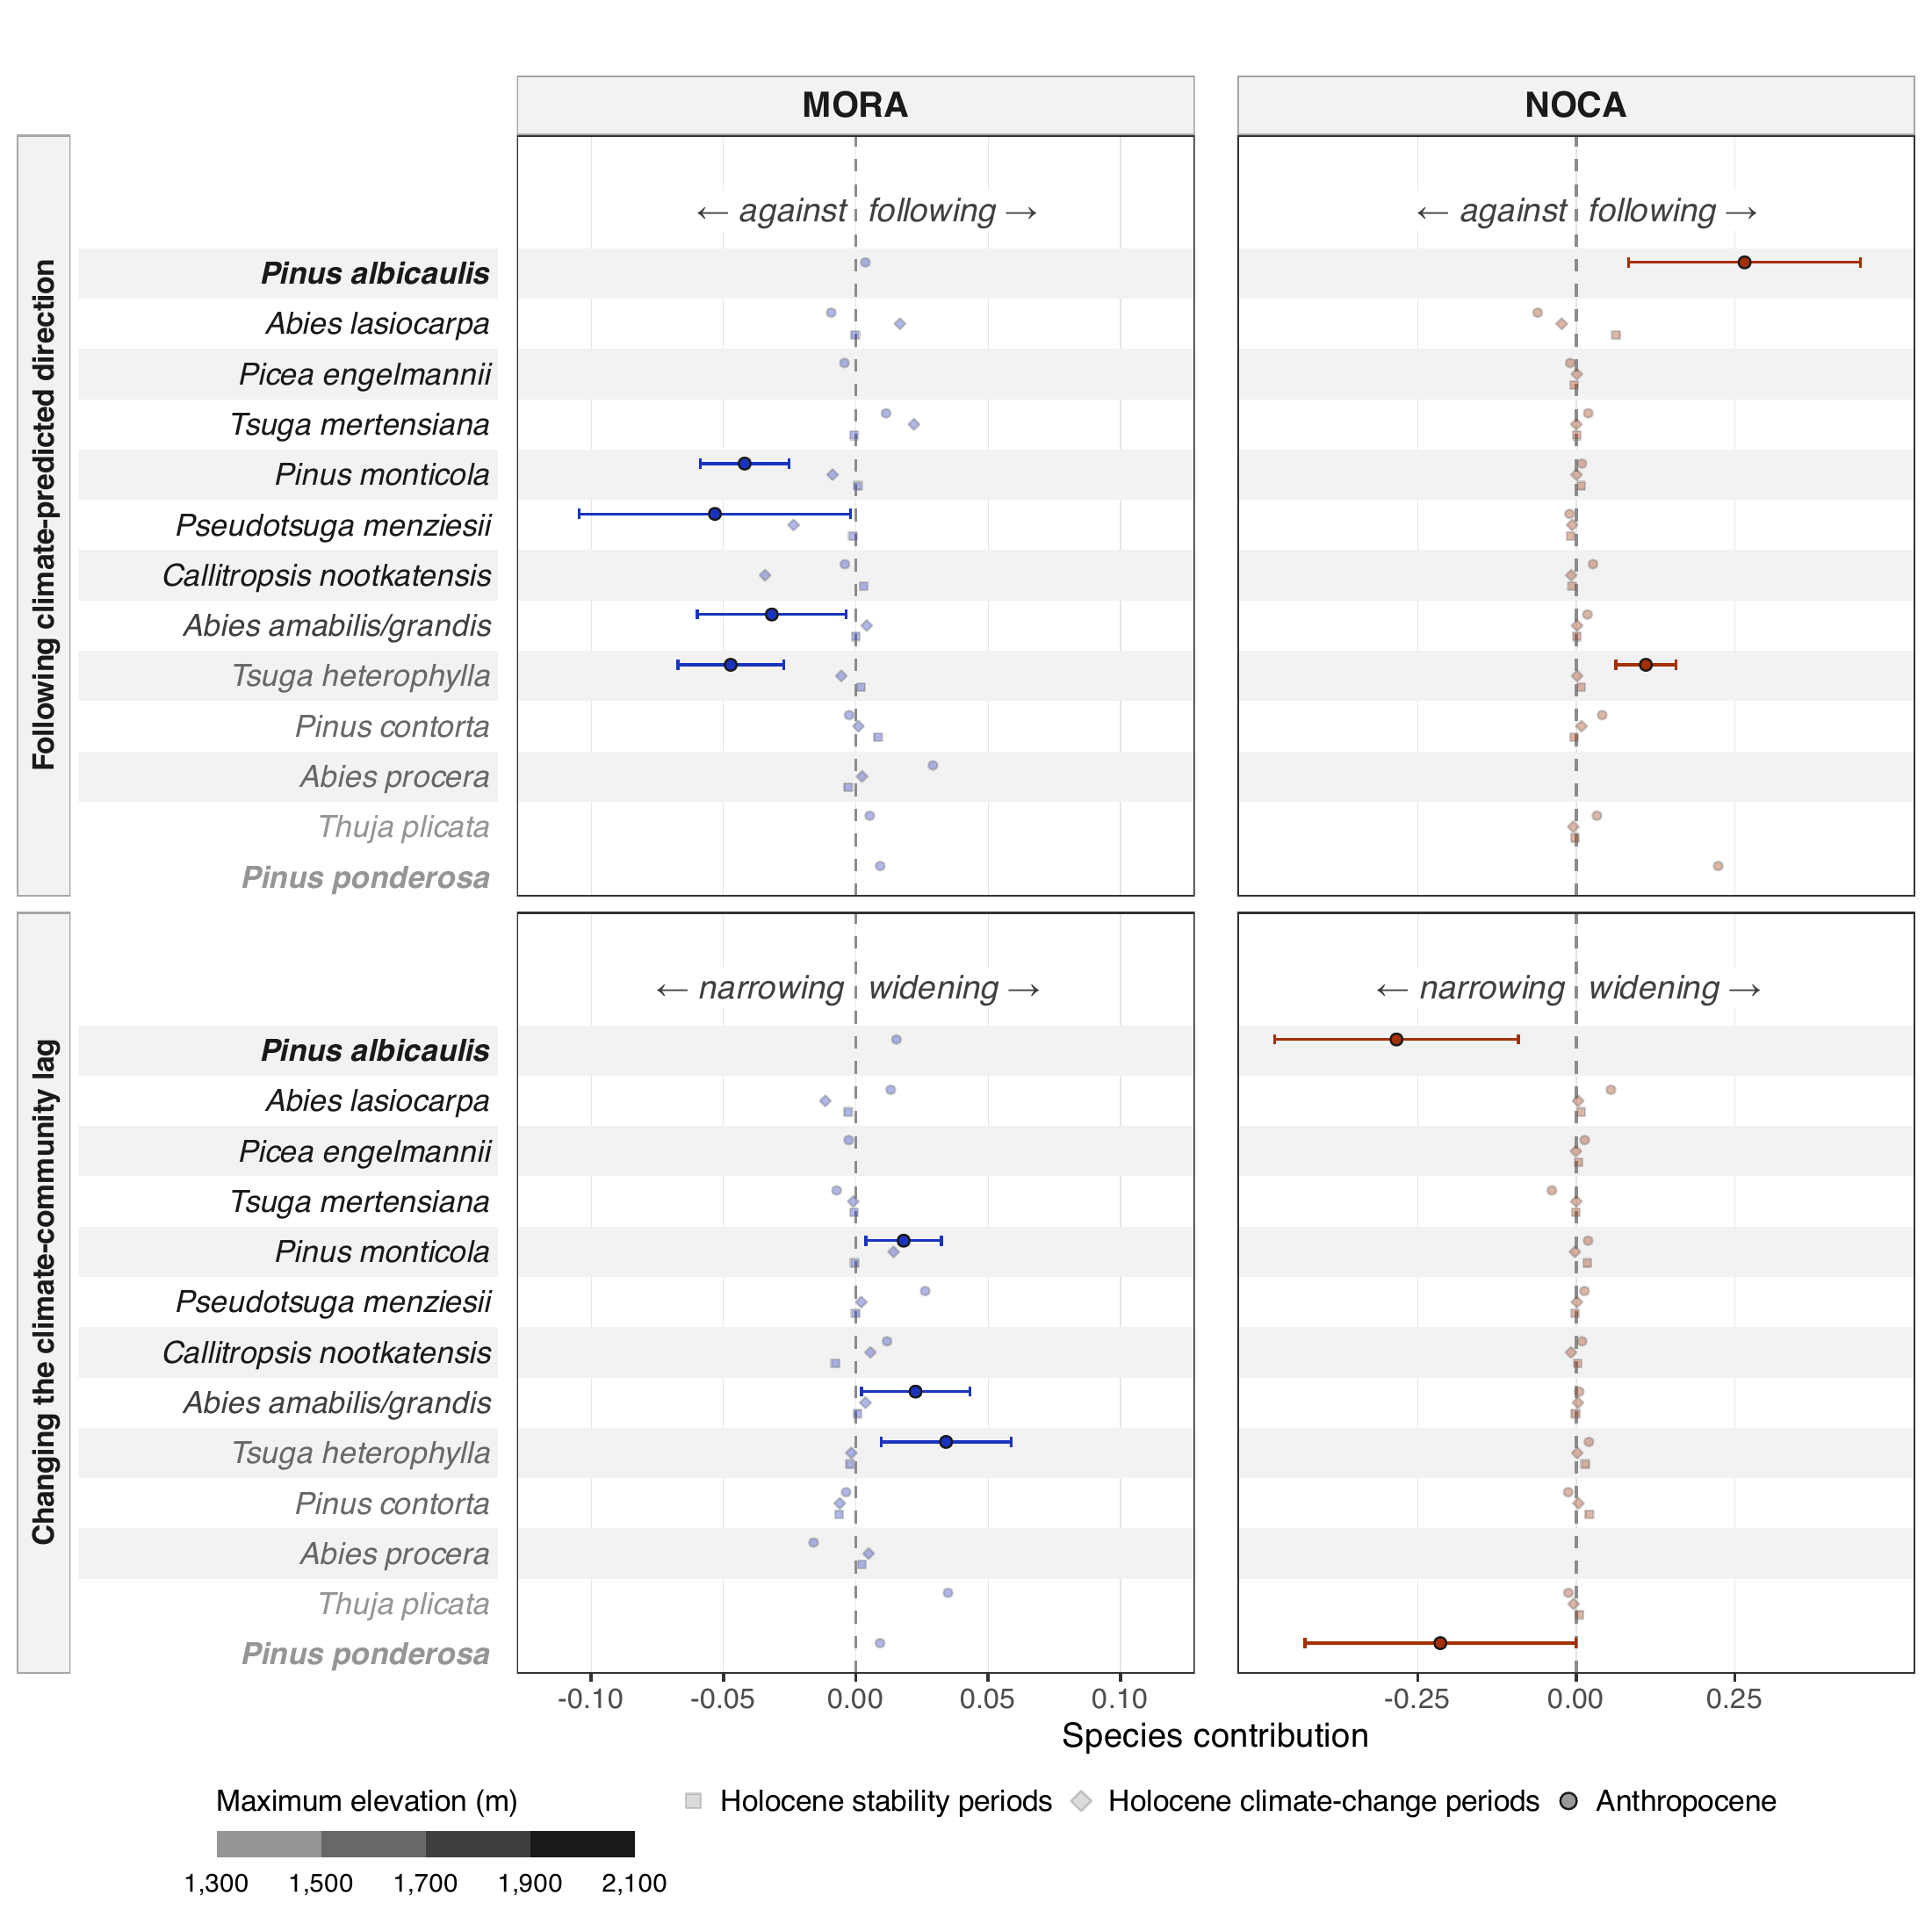 MORA
NOCA
Following climate-predicted direction
← against following →
← against following →
Pinus albicaulis
Abies lasiocarpa
Picea engelmannii
Tsuga mertensiana
Pinus monticola
Pseudotsuga menziesii
Callitropsis nootkatensis
Abies amabilis/grandis
Tsuga heterophylla
Pinus contorta
Abies procera
Thuja plicata
Pinus ponderosa
Changing the climate-community lag
← narrowing widening →
← narrowing widening →
Pinus albicaulis
Abies lasiocarpa
Picea engelmannii
Tsuga mertensiana
Pinus monticola
Pseudotsuga menziesii
Callitropsis nootkatensis
Abies amabilis/grandis
Tsuga heterophylla
Pinus contorta
Abies procera
Thuja plicata
Pinus ponderosa
-0.10 -0.05 0.00 0.05 0.10
-0.25 0.00 0.25
Species contribution
Maximum elevation (m)
1,300 1,500 1,700 1,900 2,100
Holocene stability periods
Holocene climate-change periods
Anthropocene